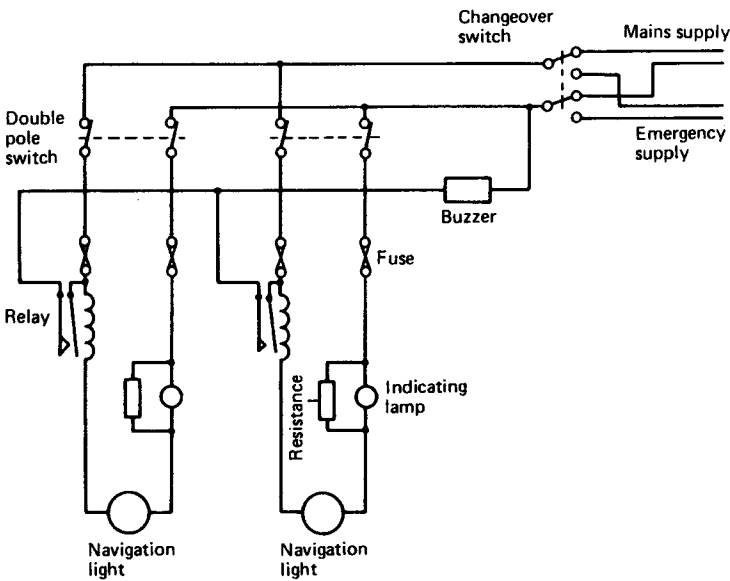 Changeover
switch
Mains supply
Double
pole
switch
Emergency
supply
Buzzer
Fuse
Relay
Resistance
Indicating
lamp
Navigation
light
Navigation
light